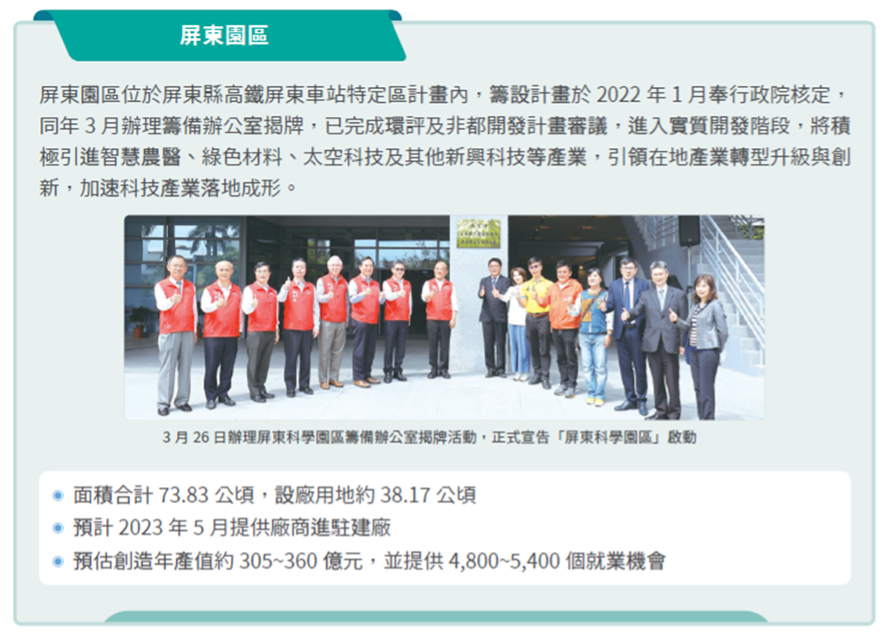 屏東園區
屏東園區位於屏東縣高鐵屏東車站特定區計畫內，籌設計畫於 2022 年 1 月奉行政院核定，
同年 3 月辦理籌備辦公室揭牌，已完成環評及非都開發計畫審議，進入實質開發階段，將積
極引進智慧農醫、綠色材料、太空科技及其他新興科技等產業，引領在地產業轉型升級與創
新，加速科技產業落地成形。
3 月 26 日辦理屏東科學園區籌備辦公室揭牌活動，正式宣告「屏東科學園區」啟動
面積合計 73.83 公頃，設廠用地約 38.17 公頃
預計 2023 年 5 月提供廠商進駐建廠
預估創造年產值約 305~360 億元，並提供 4,800~5,400 個就業機會